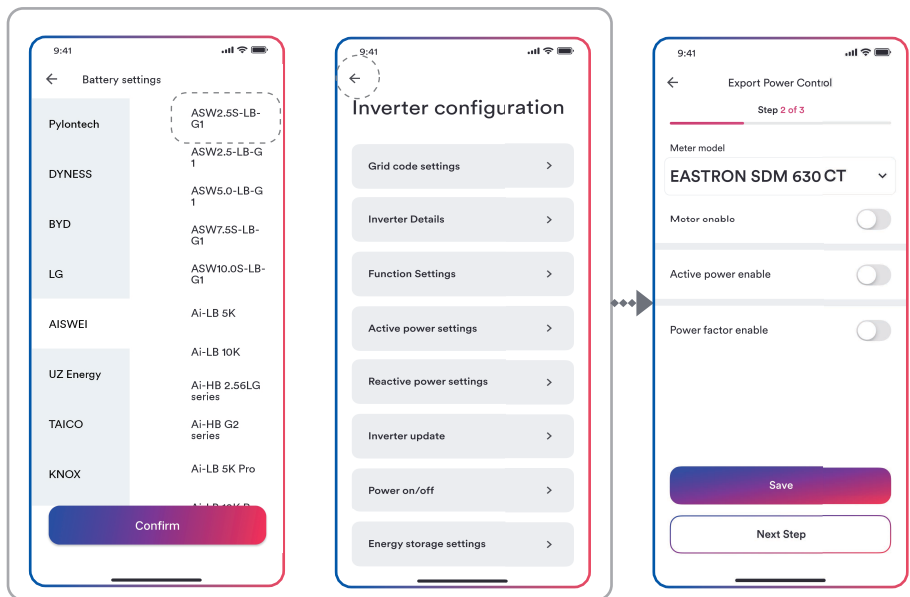 9:41
Battery settings
Pylontech
DYNESS
BYD
LG
AISWEI
UZ Energy
TAICO
KNOX
ASW2.5S-LB-
G1
ASW2.5-LB-G
1
ASW5.0-LB-G
1
ASW7.5S-LB-
G1
ASW10.0S-LB-
G1
Ai-LB 5K
Ai-LB 10K
Ai-HB 2.56LG
series
Ai-HB G2
series
Ai-LB 5K Pro
Confirm
9:41
Inverter configuration
Grid code settings
Inverter Details
Function Settings
Active power settings
Reactive power settings
Inverter update
Power on/off
Energy storage settings
9:41
Export Power Control
Step 2 of 3
Meter model
EASTRON SDM 630 CT
enable
Active power enable
Power factor enable
Save
Next Step